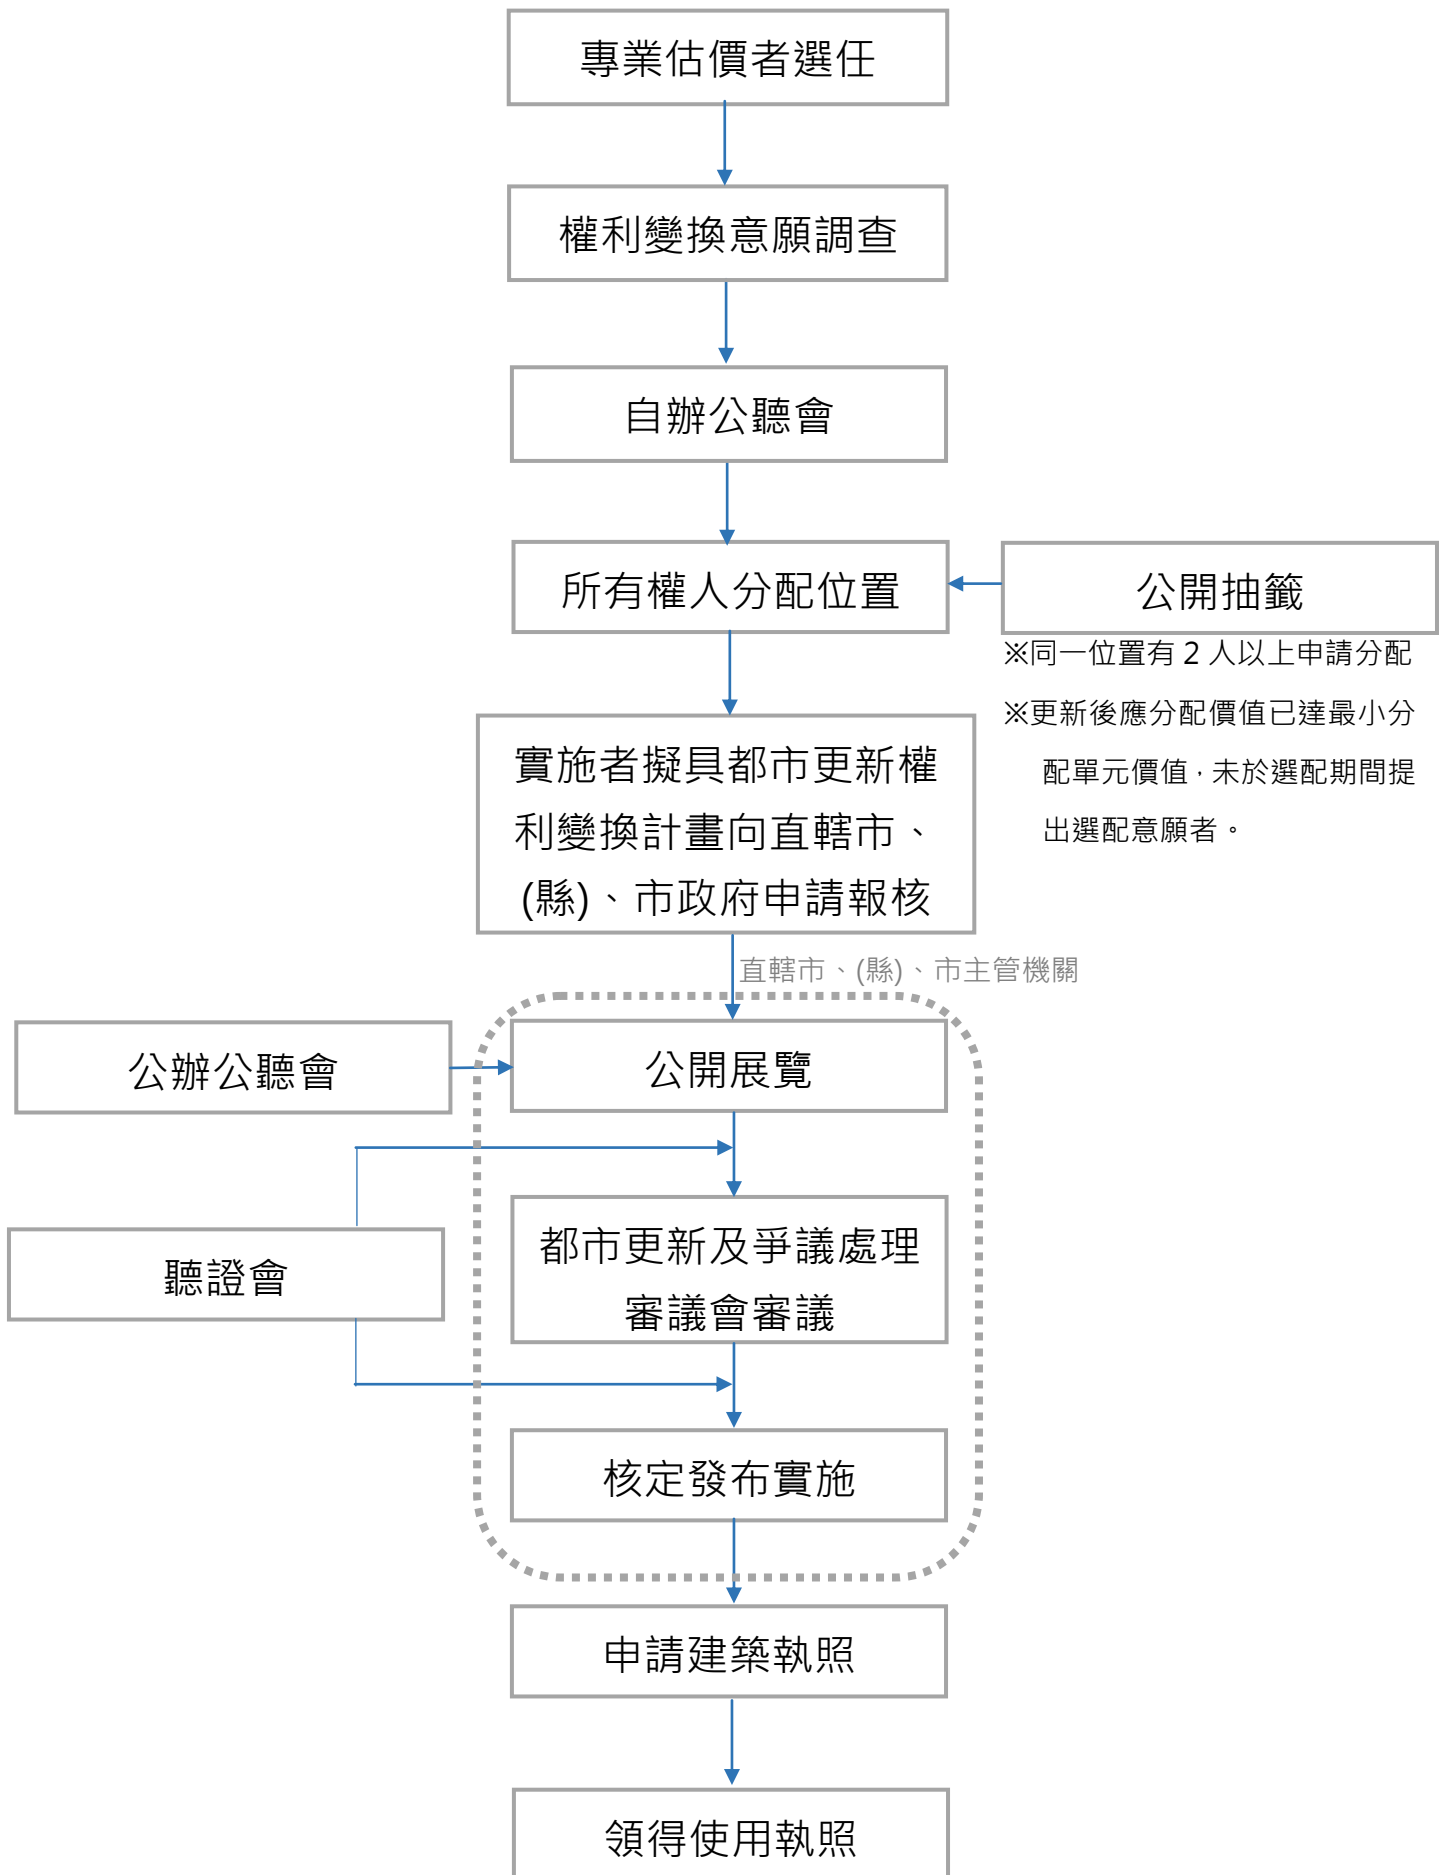 專業估價者選任
權利變換意願調查
自辦公聽會
所有權人分配位置
公開抽籤
※同一位置有 2 人以上申請分配
※更新後應分配價值已達最小分
配單元價值，未於選配期間提
出選配意願者。
實施者擬具都市更新權
利變換計畫向直轄市、
(縣)、市政府申請報核
直轄市、(縣)、市主管機關
公辦公聽會
公開展覽
聽證會
都市更新及爭議處理
審議會審議
核定發布實施
申請建築執照
領得使用執照